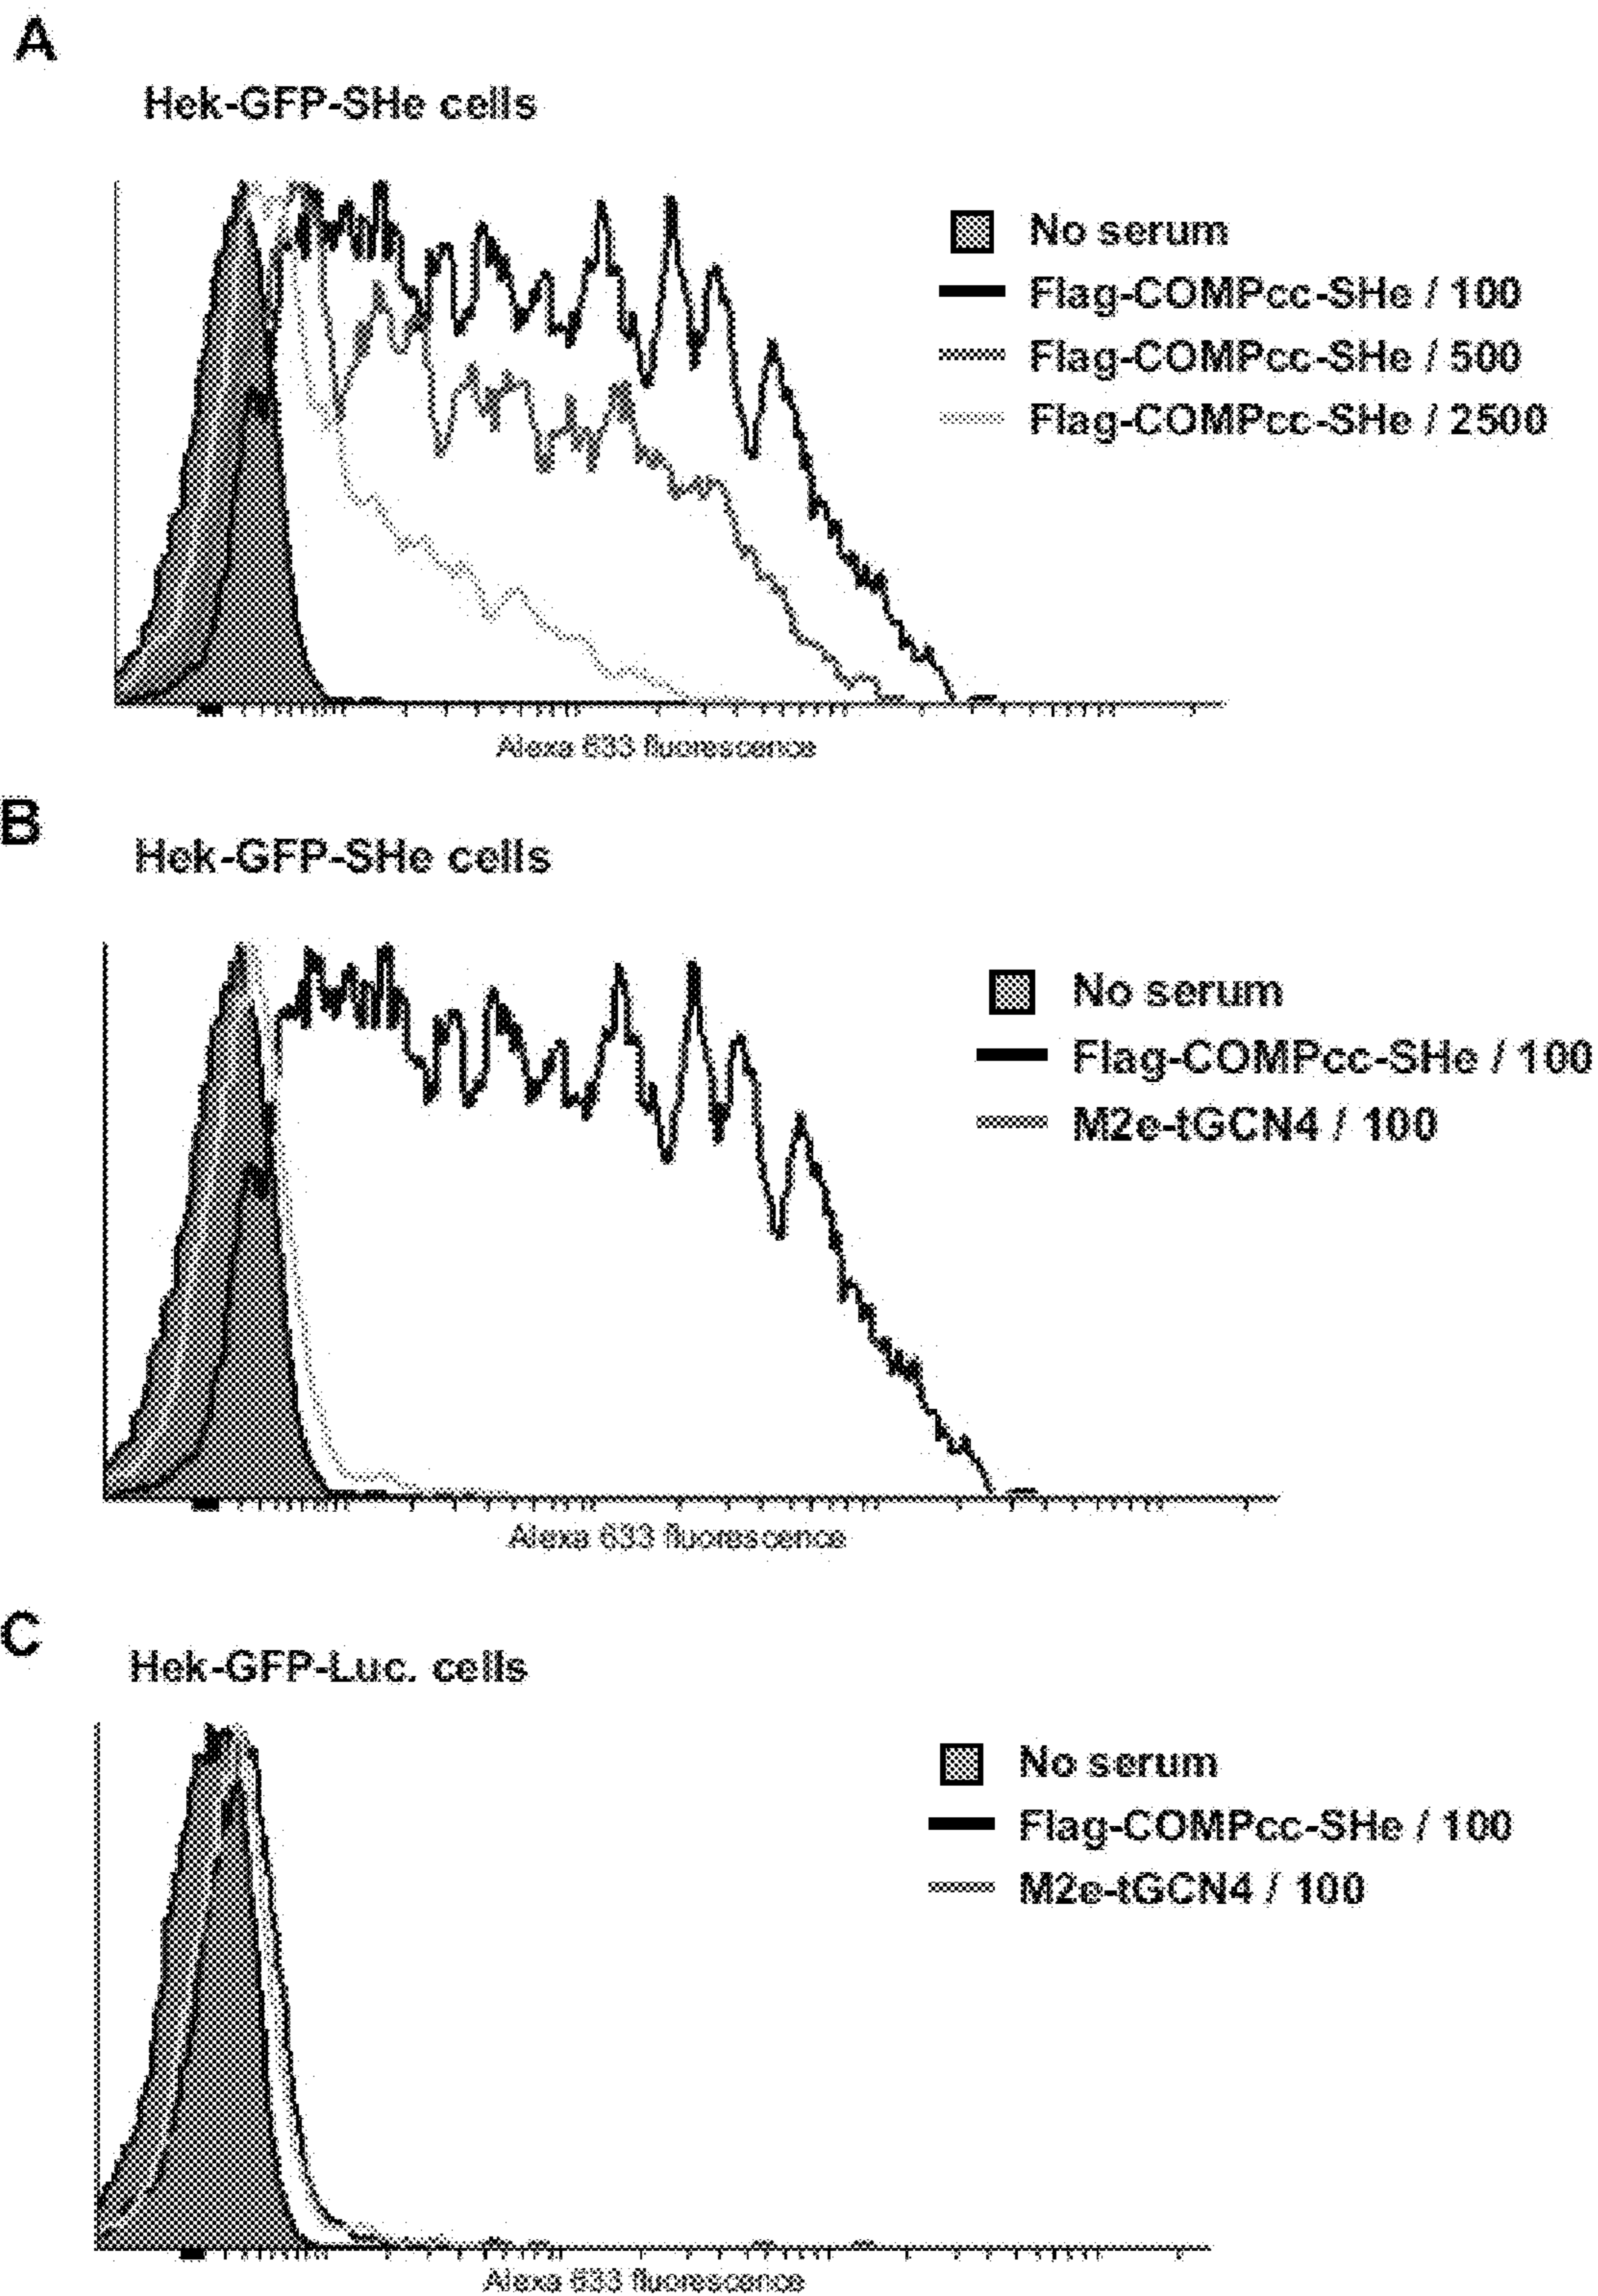 A
Hek-GFP-SHe cells
No serum
Flag-COMPcc-SHe / 100
Flag-COMPcc-SHe / 500
Flag-COMPcc-SHe / 2500
Alexa 633 fluorescence
B
Hek-GFP-SHe cells
No serum
Flag-COMPcc-SHe / 100
M2e-tGCN4 / 100
Alexa 633 fluorescence
C
Hek-GFP-Luc. cells
No serum
Flag-COMPcc-SHe / 100
M2e-tGCN4 / 100
Alexa 633 fluorescence